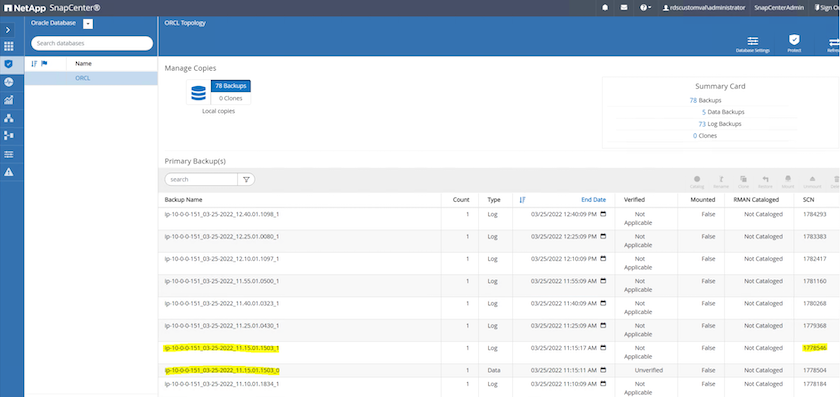 NetApp SnapCenter®
rdscustomval\administrator SnapCenterAdmin Sign O
Oracle Database
ORCL Topology
Search databases
Database Settings Protect Refres
Name
ORCL
Manage Copies
78 Backups
0 Clones
Local copies
Summary Card
78 Backups
5 Data Backups
73 Log Backups
0 Clones
Primary Backup(s)
search
Catalog Rename Clone Restore Mount Unmount
Backup Name Count Type End Date Verified Mounted RMAN Cataloged SCN
ip-10-0-0-151_03-25-2022_12.40.01.1098_1 1 Log 03/25/2022 12:40:09 PM Not Applicable False Not Cataloged 1784293
ip-10-0-0-151_03-25-2022_12.25.01.0080_1 1 Log 03/25/2022 12:25:09 PM Not Applicable False Not Cataloged 1783383
ip-10-0-0-151_03-25-2022_12.10.01.1097_1 1 Log 03/25/2022 12:10:09 PM Not Applicable False Not Cataloged 1782417
ip-10-0-0-151_03-25-2022_11.55.01.0500_1 1 Log 03/25/2022 11:55:09 AM Not Applicable False Not Cataloged 1781160
ip-10-0-0-151_03-25-2022_11.40.01.0323_1 1 Log 03/25/2022 11:40:09 AM Not Applicable False Not Cataloged 1780268
ip-10-0-0-151_03-25-2022_11.25.01.0430_1 1 Log 03/25/2022 11:25:09 AM Not Applicable False Not Cataloged 1779368
ip-10-0-0-151_03-25-2022_11.15.01.1503_1 1 Log 03/25/2022 11:15:17 AM Not Applicable False Not Cataloged 1778546
ip-10-0-0-151_03-25-2022_11.15.01.1503_0 1 Data 03/25/2022 11:15:11 AM Unverified False Not Cataloged 1778504
ip-10-0-0-151_03-25-2022_11.10.01.1834_1 1 Log 03/25/2022 11:10:09 AM Not Applicable False Not Cataloged 1778184